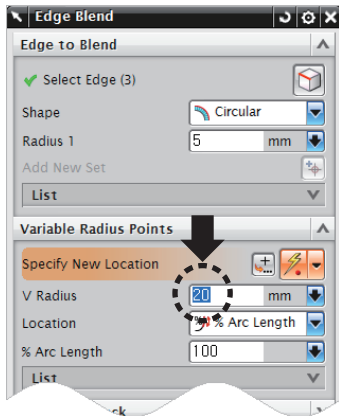 Edge Blend
Edge to Blend
Select Edge (3)
Shape Circular
Radius 1 5 mm
Add New Set
List
Variable Radius Points
Specify New Location
V Radius 20 mm
Location % Arc Length
% Arc Length 100
List
ck